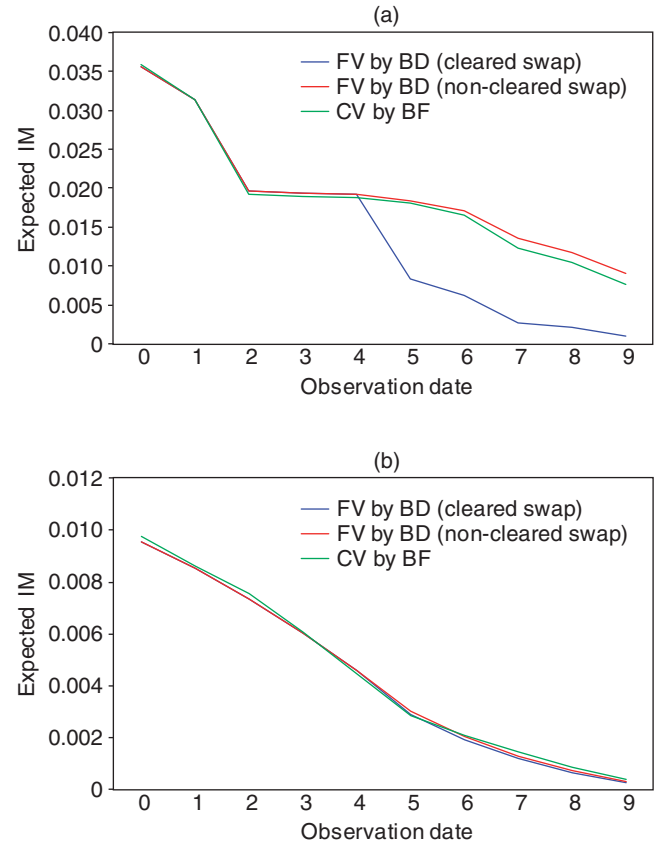 (a)
0.040
0.035
0.030
0.025
0.020
0.015
0.010
0.005
0
Expected IM
FV by BD (cleared swap)
FV by BD (non-cleared swap)
CV by BF
0 1 2 3 4 5 6 7 8 9
Observation date
(b)
0.012
0.010
0.008
0.006
0.004
0.002
0
Expected IM
FV by BD (cleared swap)
FV by BD (non-cleared swap)
CV by BF
0 1 2 3 4 5 6 7 8 9
Observation date